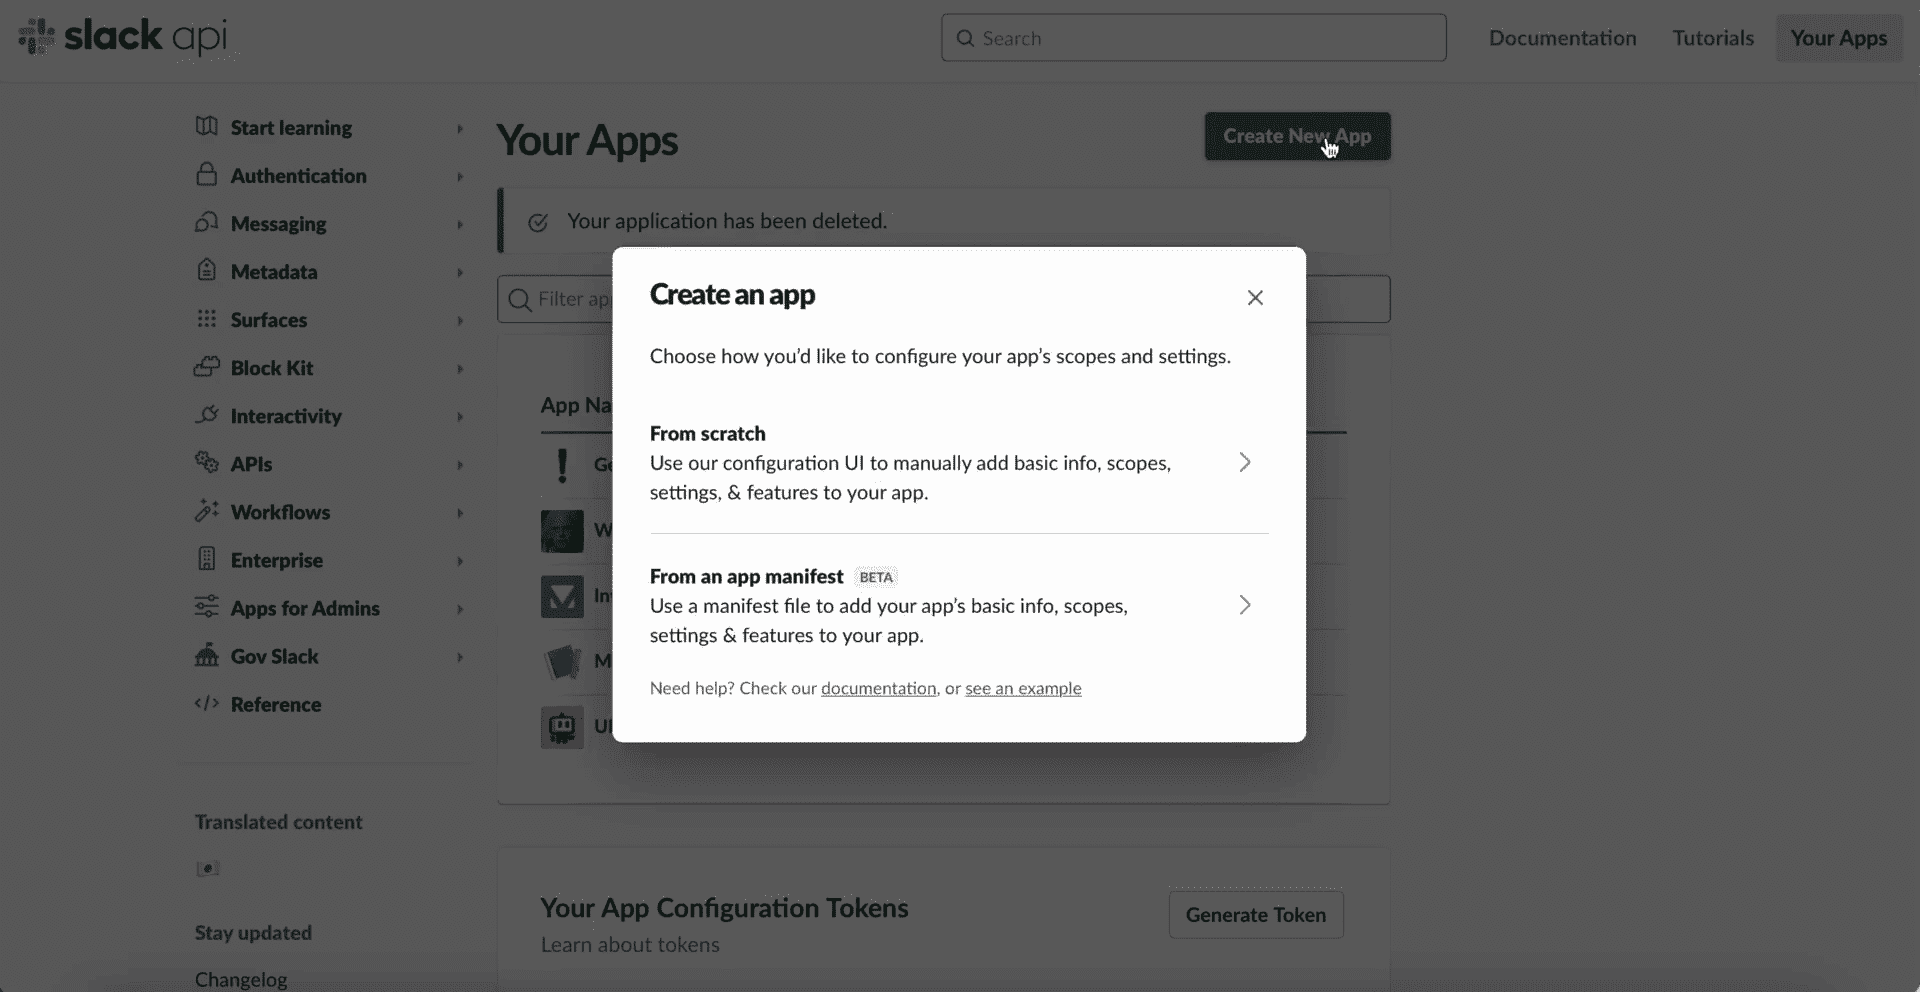 slack api
Search
Documentation
Tutorials
Your Apps
Start learning
Authentication
Messaging
Metadata
Surfaces
Block Kit
Interactivity
APIs
Workflows
Enterprise
Apps for Admins
Gov Slack
Reference
Translated content
Stay updated
Changelog
Your Apps
Create New App
Your application has been deleted.
Filter
App
Create an app
Choose how you’d like to configure your app’s scopes and settings.
From scratch
Use our configuration UI to manually add basic info, scopes,
settings, & features to your app.
From an app manifest BETA
Use a manifest file to add your app’s basic info, scopes,
settings & features to your app.
Need help? Check our documentation, or see an example
Your App Configuration Tokens
Learn about tokens
Generate Token